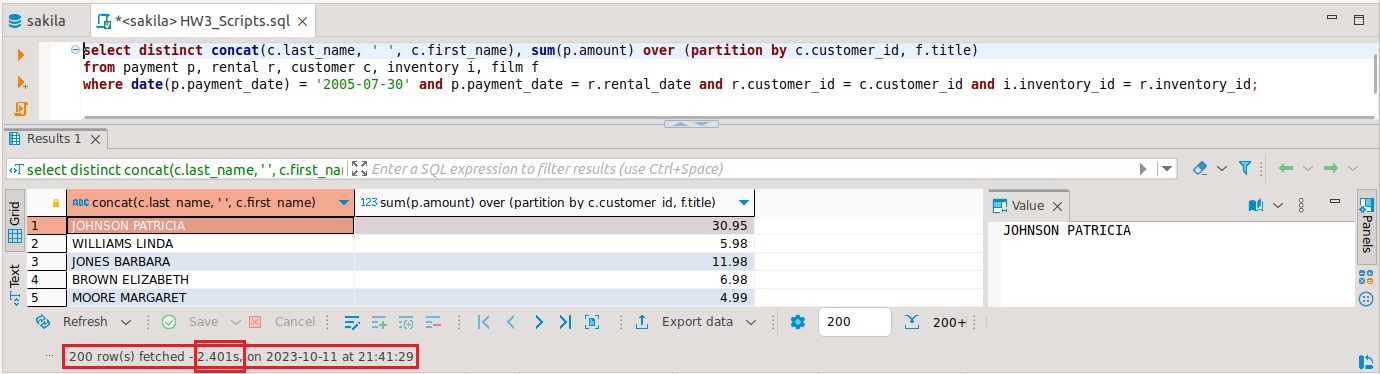 sakila
*<sakila> HW3_Scripts.sql
select distinct concat(c.last_name, ' ', c.first_name), sum(p.amount) over (partition by c.customer_id, f.title)
from payment p, rental r, customer c, inventory i, film f
where date(p.payment_date) = '2005-07-30' and p.payment_date = r.rental_date and r.customer_id = c.customer_id and i.inventory_id = r.inventory_id;
Results 1
select distinct concat(c.last_name, ' ', c.first_nar
Enter a SQL expression to filter results (use Ctrl+Space)
Grid
Text
ABC concat(c.last_name, ' ', c.first_name)
123 sum(p.amount) over (partition by c.customer_id, f.title)
1 JOHNSON PATRICIA 30.95
2 WILLIAMS LINDA 5.98
3 JONES BARBARA 11.98
4 BROWN ELIZABETH 6.98
5 MOORE MARGARET 4.99
Value
JOHNSON PATRICIA
Panels
Refresh Save Cancel Export data 200 200+
200 row(s) fetched - 2.401s, on 2023-10-11 at 21:41:29